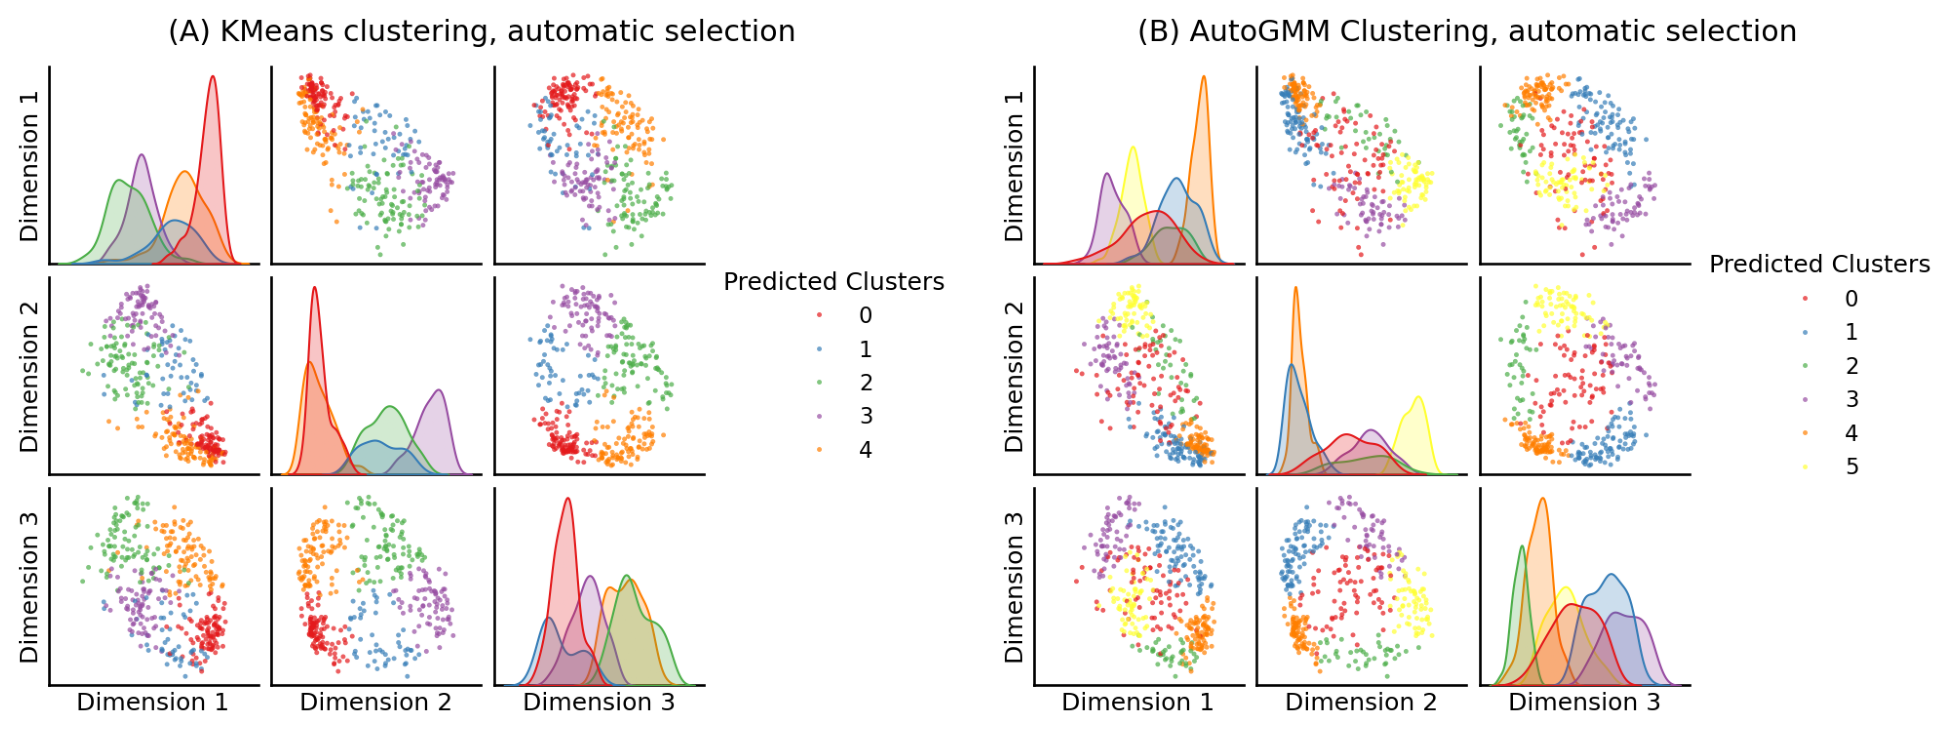 (A) KMeans clustering, automatic selection
Dimension 1
Dimension 2
Dimension 3
Dimension 1
Dimension 2
Dimension 3
Predicted Clusters
0
1
2
3
4
(B) AutoGMM Clustering, automatic selection
Dimension 1
Dimension 2
Dimension 3
Dimension 1
Dimension 2
Dimension 3
Predicted Clusters
0
1
2
3
4
5